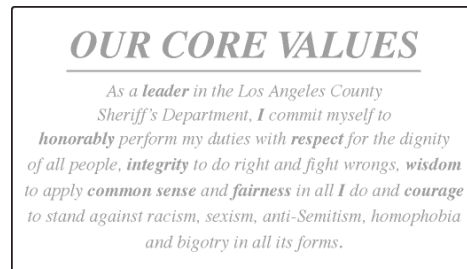 OUR CORE VALUES
As a leader in the Los Angeles County
Sheriff's Department, I commit myself to
honorably perform my duties with respect for the dignity
of all people, integrity to do right and fight wrongs, wisdom
to apply common sense and fairness in all I do and courage
to stand against racism, sexism, anti-Semitism, homophobia
and bigotry in all its forms.